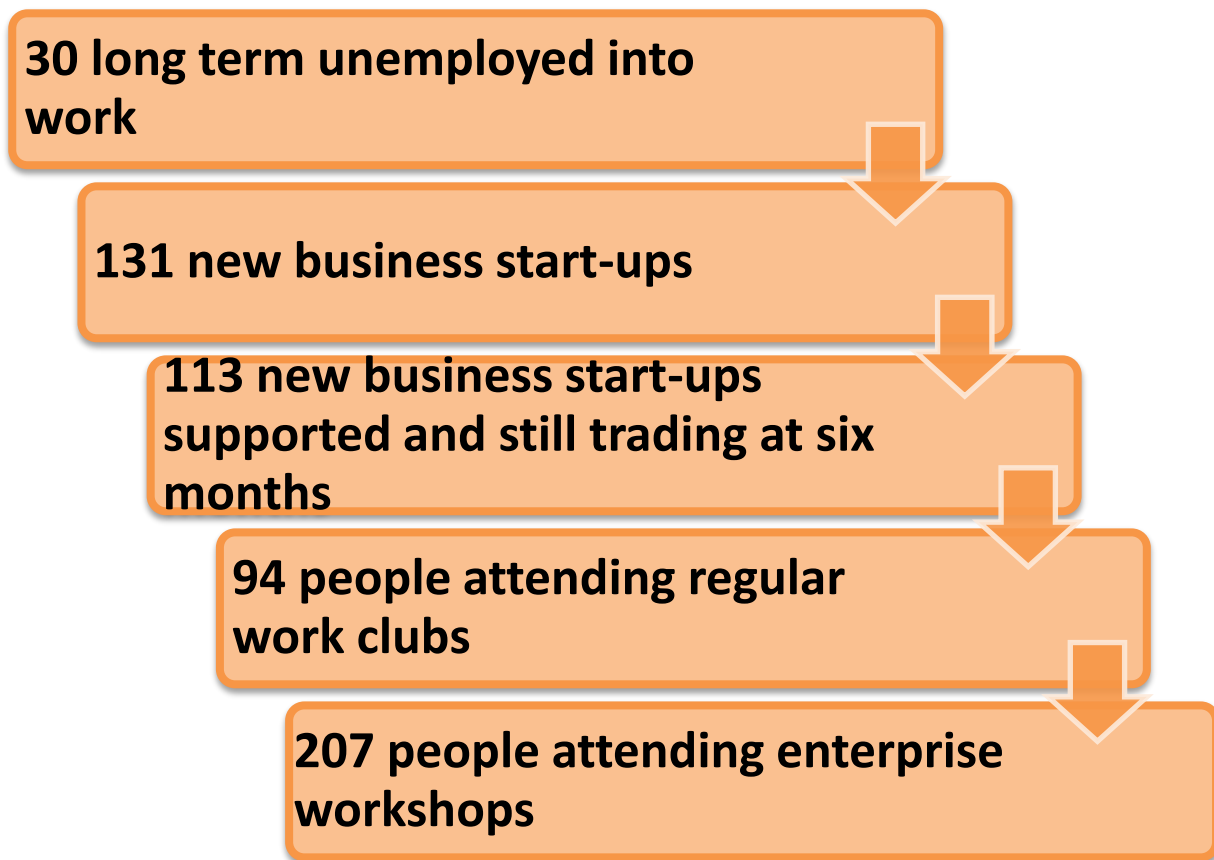 30 long term unemployed into
work
131 new business start-ups
113 new business start-ups
supported and still trading at six
months
94 people attending regular
work clubs
207 people attending enterprise
workshops